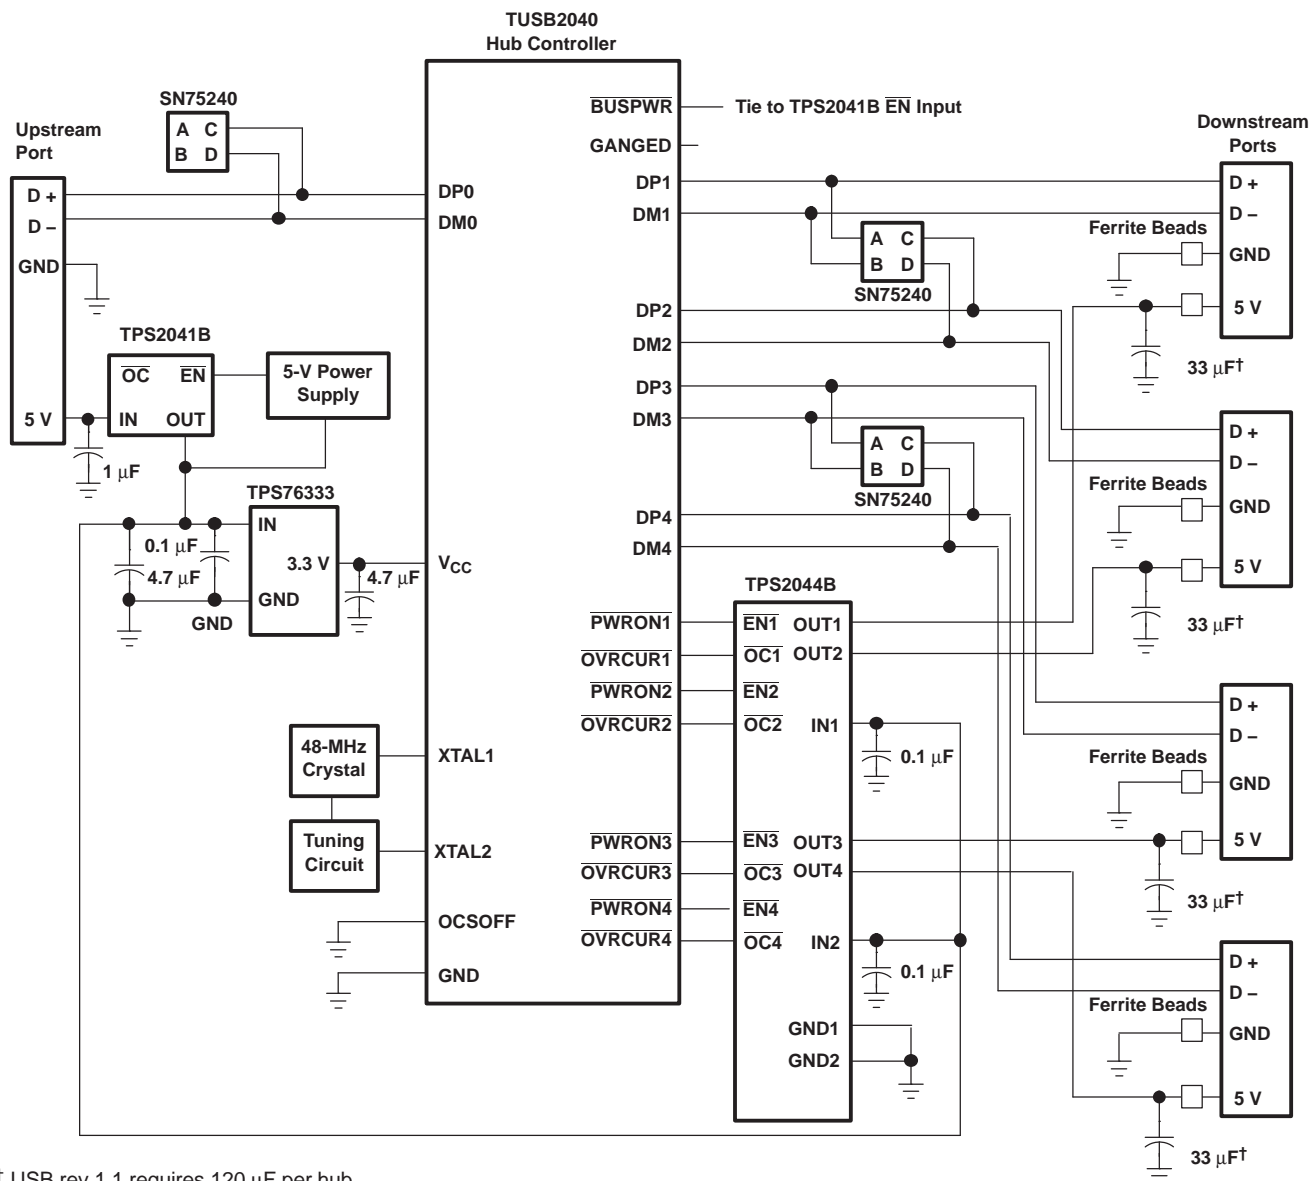 TUSB2040
Hub Controller
SN75240
A C
B D
Upstream
Port
D +
D –
GND
5 V
TPS2041B
OC EN
IN OUT
5-V Power
Supply
1 μF
TPS76333
IN
3.3 V
GND
0.1 μF
4.7 μF
GND
4.7 μF
48-MHz
Crystal
Tuning
Circuit
DP0
DM0
VCC
XTAL1
XTAL2
OCSOFF
GND
BUSPWR
Tie to TPS2041B EN Input
GANGED
DP1
DM1
DP2
DM2
DP3
DM3
DP4
DM4
PWRON1
OVRCUR1
PWRON2
OVRCUR2
PWRON3
OVRCUR3
PWRON4
OVRCUR4
A C
B D
SN75240
A C
B D
SN75240
TPS2044B
EN1 OUT1
OC1 OUT2
EN2
OC2 IN1
EN3 OUT3
OC3 OUT4
EN4
OC4 IN2
GND1
GND2
0.1 μF
0.1 μF
Downstream
Ports
D +
D –
Ferrite Beads
GND
5 V
33 μF†
D +
D –
Ferrite Beads
GND
5 V
33 μF†
D +
D –
Ferrite Beads
GND
5 V
33 μF†
D +
D –
Ferrite Beads
GND
5 V
33 μF†
† USB rev 1.1 requires 120 μF per hub.